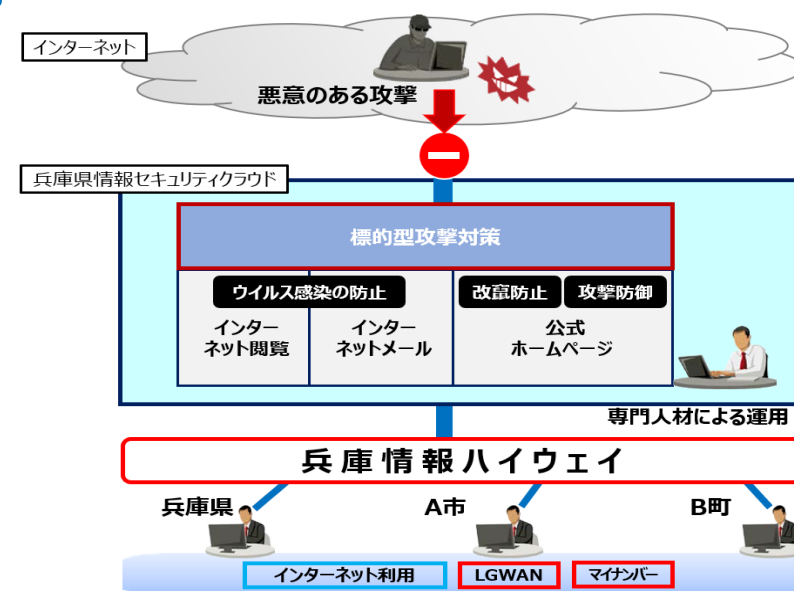 インターネット
悪意のある攻撃
兵庫県情報セキュリティクラウド
標的型攻撃対策
ウイルス感染の防止
改竄防止
攻撃防御
インター
ネット閲覧
インター
ネットメール
公式
ホームページ
専門人材による運用
兵庫情報ハイウェイ
兵庫県
A市
B町
インターネット利用
LGWAN
マイナンバー